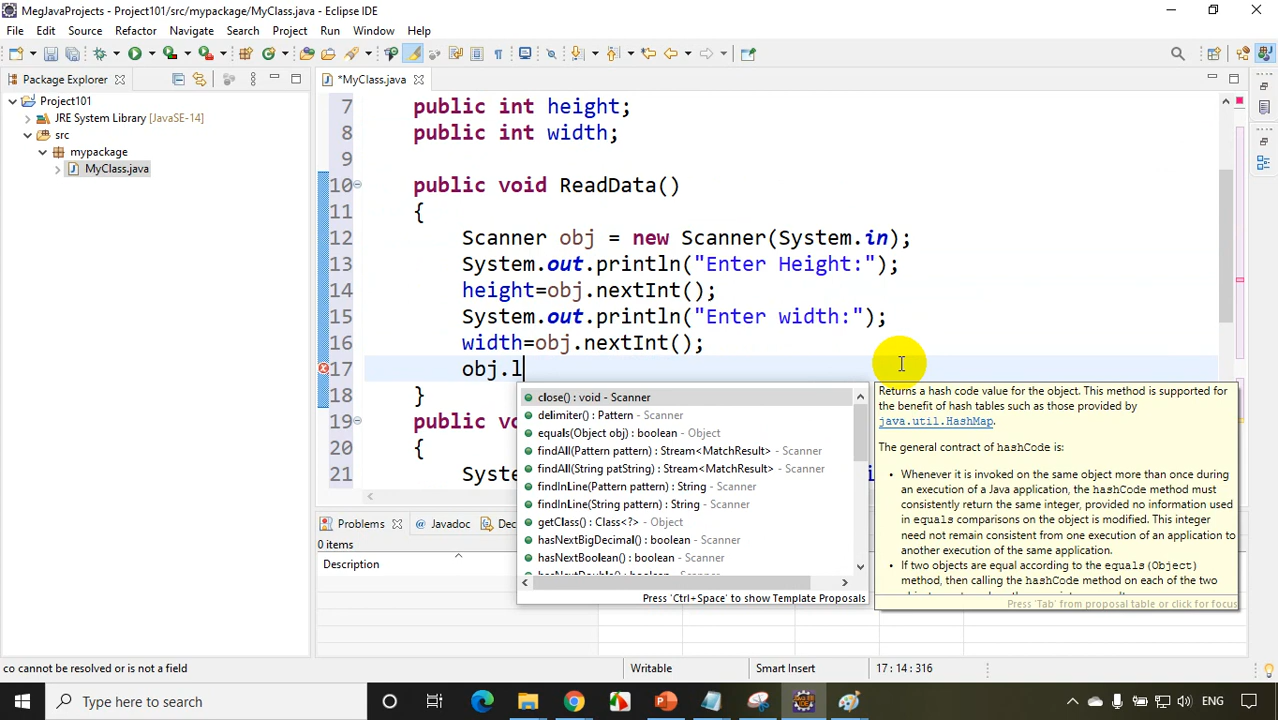 MegJavaProjects - Project101/src/mypackage/MyClass.java - Eclipse IDE
File Edit Source Refactor Navigate Search Project Run Window Help
Package Explorer
*MyClass.java
Project101
JRE System Library [JavaSE-14]
src
mypackage
MyClass.java
7 public int height;
8 public int width;
9
10 public void ReadData()
11 {
12 Scanner obj = new Scanner(System.in);
13 System.out.println("Enter Height:");
14 height=obj.nextInt();
15 System.out.println("Enter width:");
16 width=obj.nextInt();
17 obj.l
18 }
19 public vo
20 {
21 Syste
close() : void - Scanner
delimiter() : Pattern - Scanner
equals(Object obj) : boolean - Object
findAll(Pattern pattern) : Stream<MatchResult> - Scanner
findAll(String patString) : Stream<MatchResult> - Scanner
findInLine(Pattern pattern) : String - Scanner
findInLine(String pattern) : String - Scanner
getClass() : Class<?> - Object
hasNextBigDecimal() : boolean - Scanner
hasNextBoolean() : boolean - Scanner
hasNextDouble() : boolean - Scanner
Press 'Ctrl+Space' to show Template Proposals
Returns a hash code value for the object. This method is supported for
the benefit of hash tables such as those provided by
java.util.HashMap.
The general contract of hashCode is:
Whenever it is invoked on the same object more than once during
an execution of a Java application, the hashCode method must
consistently return the same integer, provided no information used
in equals comparisons on the object is modified. This integer
need not remain consistent from one execution of an application to
another execution of the same application.
If two objects are equal according to the equals(Object)
method, then calling the hashCode method on each of the two
Press 'Tab' from proposal table or click for focus
Problems Javadoc Dec
0 items
Description
co cannot be resolved or is not a field
Writable
Smart Insert
17 : 14 : 316
Type here to search
ENG